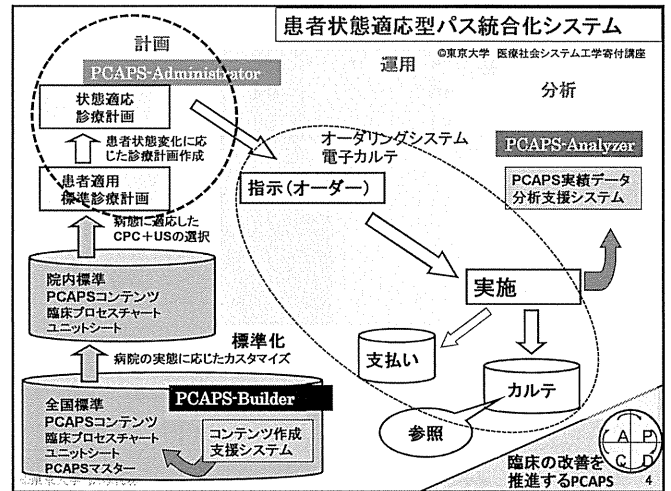 患者状態適応型パス統合化システム
©東京大学 医療社会システム工学寄付講座
計画
PCAPS-Administrator
運用
分析
状態適応
診療計画
患者状態変化に応
じた診療計画作成
患者適用
標準診療計画
病態に適応した
CPC+USの選択
オーダリングシステム
電子カルテ
指示(オーダー)
PCAPS-Analyzer
PCAPS実績データ
分析支援システム
院内標準
PCAPSコンテンツ
臨床プロセスチャート
ユニットシート
実施
標準化
病院の実態に応じたカスタマイズ
支払い
カルテ
参照
PCAPS-Builder
全国標準
PCAPSコンテンツ
臨床プロセスチャート
ユニットシート
PCAPSマスター
コンテンツ作成
支援システム
A P
C D
臨床の改善を
推進するPCAPS
4